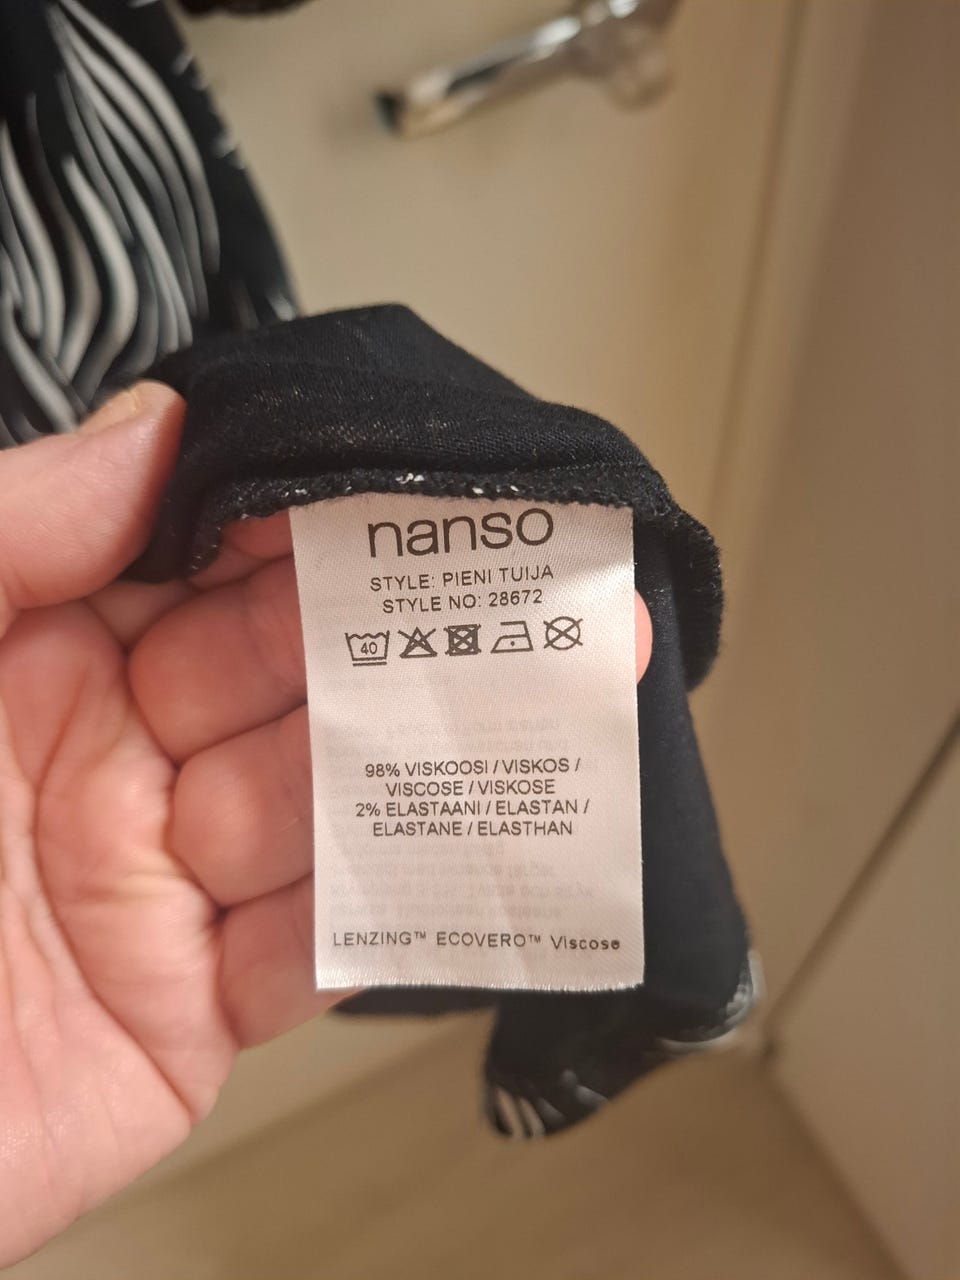 nanso
STYLE: PIENI TUIJA
STYLE NO: 28672
40
98% VISKOOSI / VISKOS /
VISCOSE / VISKOSE
2% ELASTAANI / ELASTAN /
ELASTANE / ELASTHAN
LENZING™ ECOVERO™ Viscose